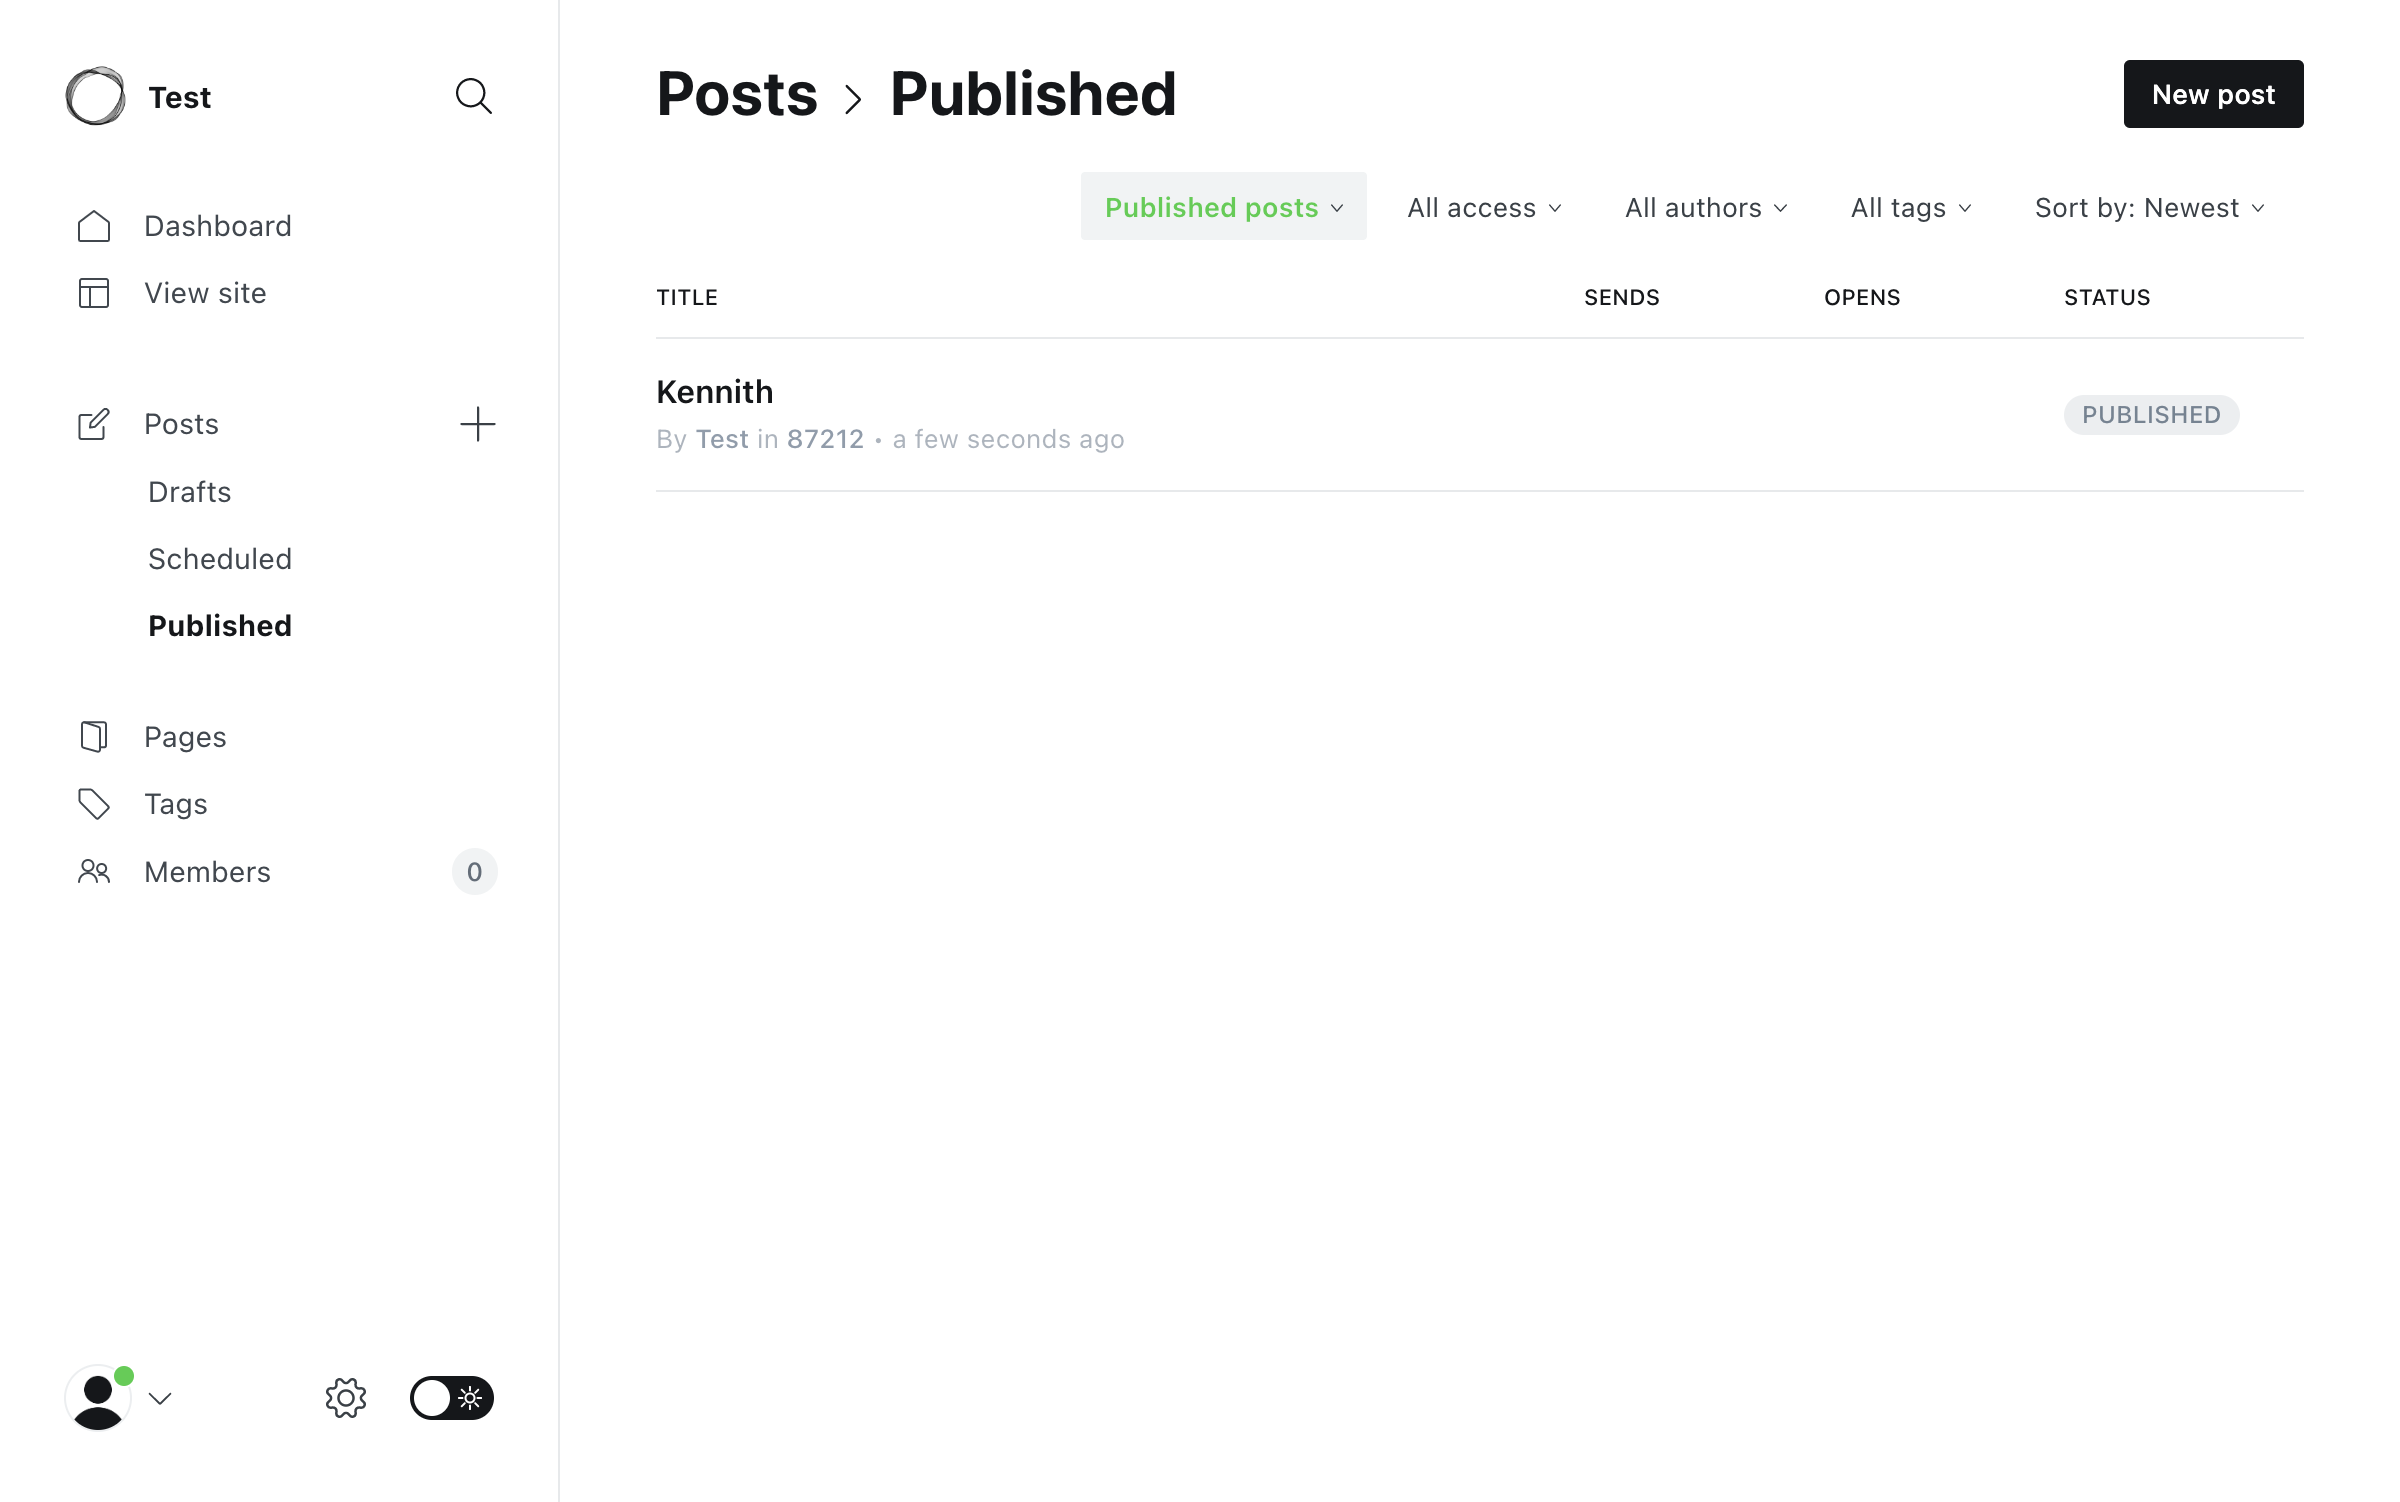 Test
Dashboard
View site
Posts
Drafts
Scheduled
Published
Pages
Tags
Members 0
Posts > Published
New post
Published posts All access All authors All tags Sort by: Newest
TITLE SENDS OPENS STATUS
Kennith
By Test in 87212 • a few seconds ago
PUBLISHED